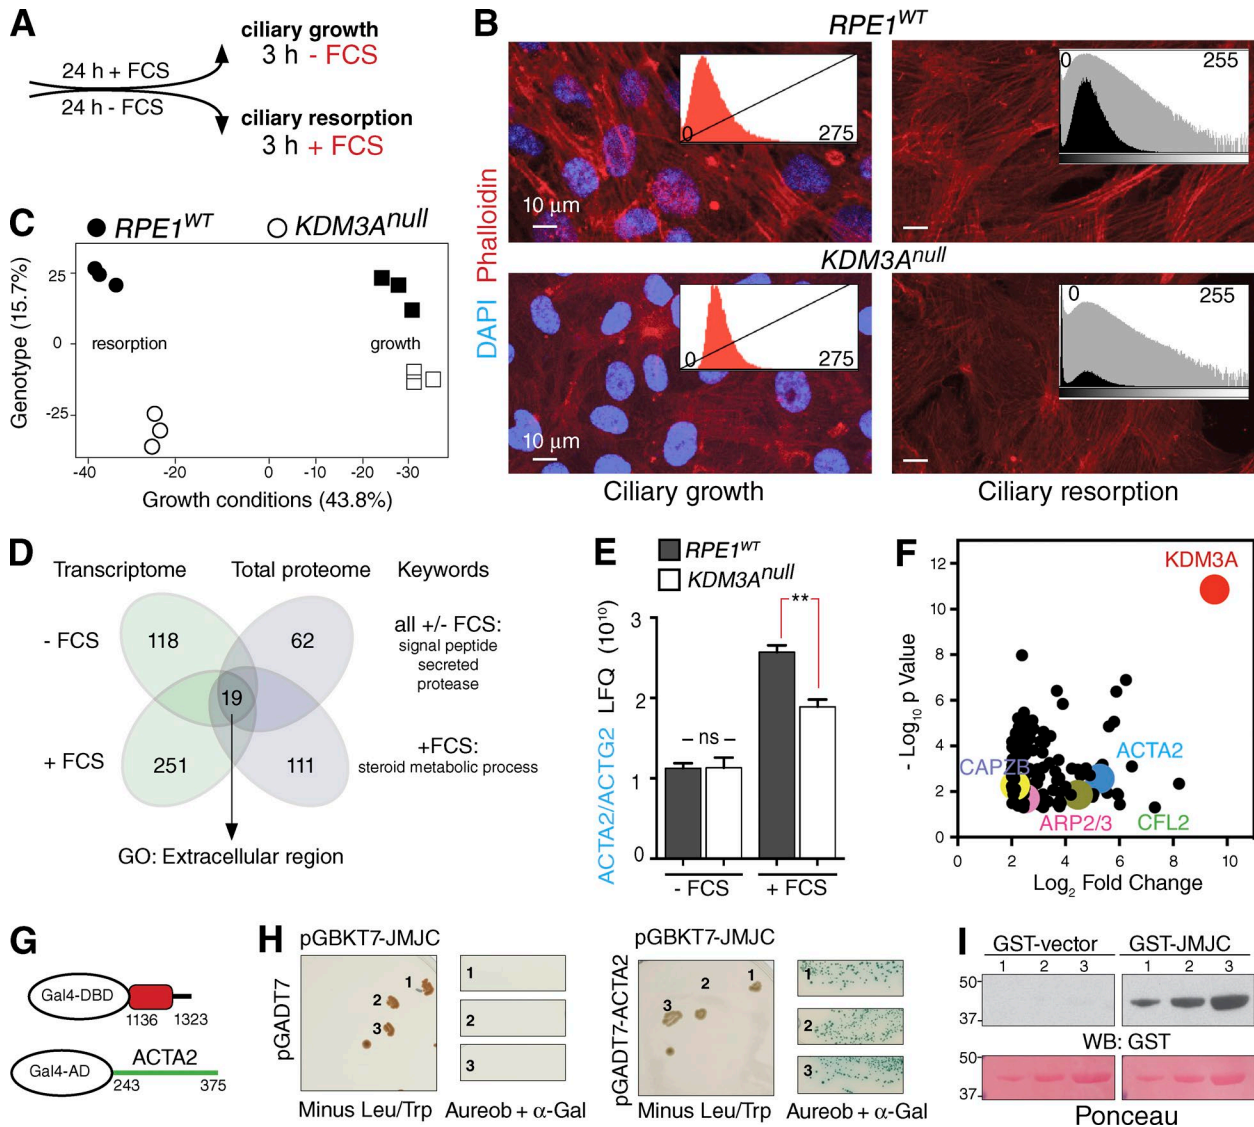 A
24 h + FCS
24 h - FCS
ciliary growth
3 h - FCS
ciliary resorption
3 h + FCS
B
RPE1WT
DAPI Phalloidin
0
275
10 µm
0
255
KDM3Anull
0
275
10 µm
0
255
Ciliary growth
Ciliary resorption
C
RPE1WT
KDM3Anull
Genotype (15.7%)
25
0
-25
resorption
growth
-40
-20
0
-10
-20
-30
Growth conditions (43.8%)
D
Transcriptome
Total proteome
Keywords
- FCS
118
62
19
+ FCS
251
111
all +/- FCS:
signal peptide
secreted
protease
+FCS:
steroid metabolic process
GO: Extracellular region
E
RPE1WT
KDM3Anull
ACTA2/ACTG2 LFQ (10¹⁰)
3
2
1
0
– ns –
**
- FCS
+ FCS
F
- Log₁₀ p Value
12
10
8
6
4
2
0
KDM3A
ACTA2
CAPZB
ARP2/3
CFL2
0
2
4
6
8
10
Log₂ Fold Change
G
Gal4-DBD
1136
1323
Gal4-AD
ACTA2
243
375
H
pGBKT7-JMJC
pGADT7
1
2
3
1
2
3
Minus Leu/Trp
Aureob + α-Gal
pGBKT7-JMJC
pGADT7-ACTA2
1
2
3
1
2
3
Minus Leu/Trp
Aureob + α-Gal
I
GST-vector
GST-JMJC
1 2 3
1 2 3
50
37
WB: GST
50
37
Ponceau